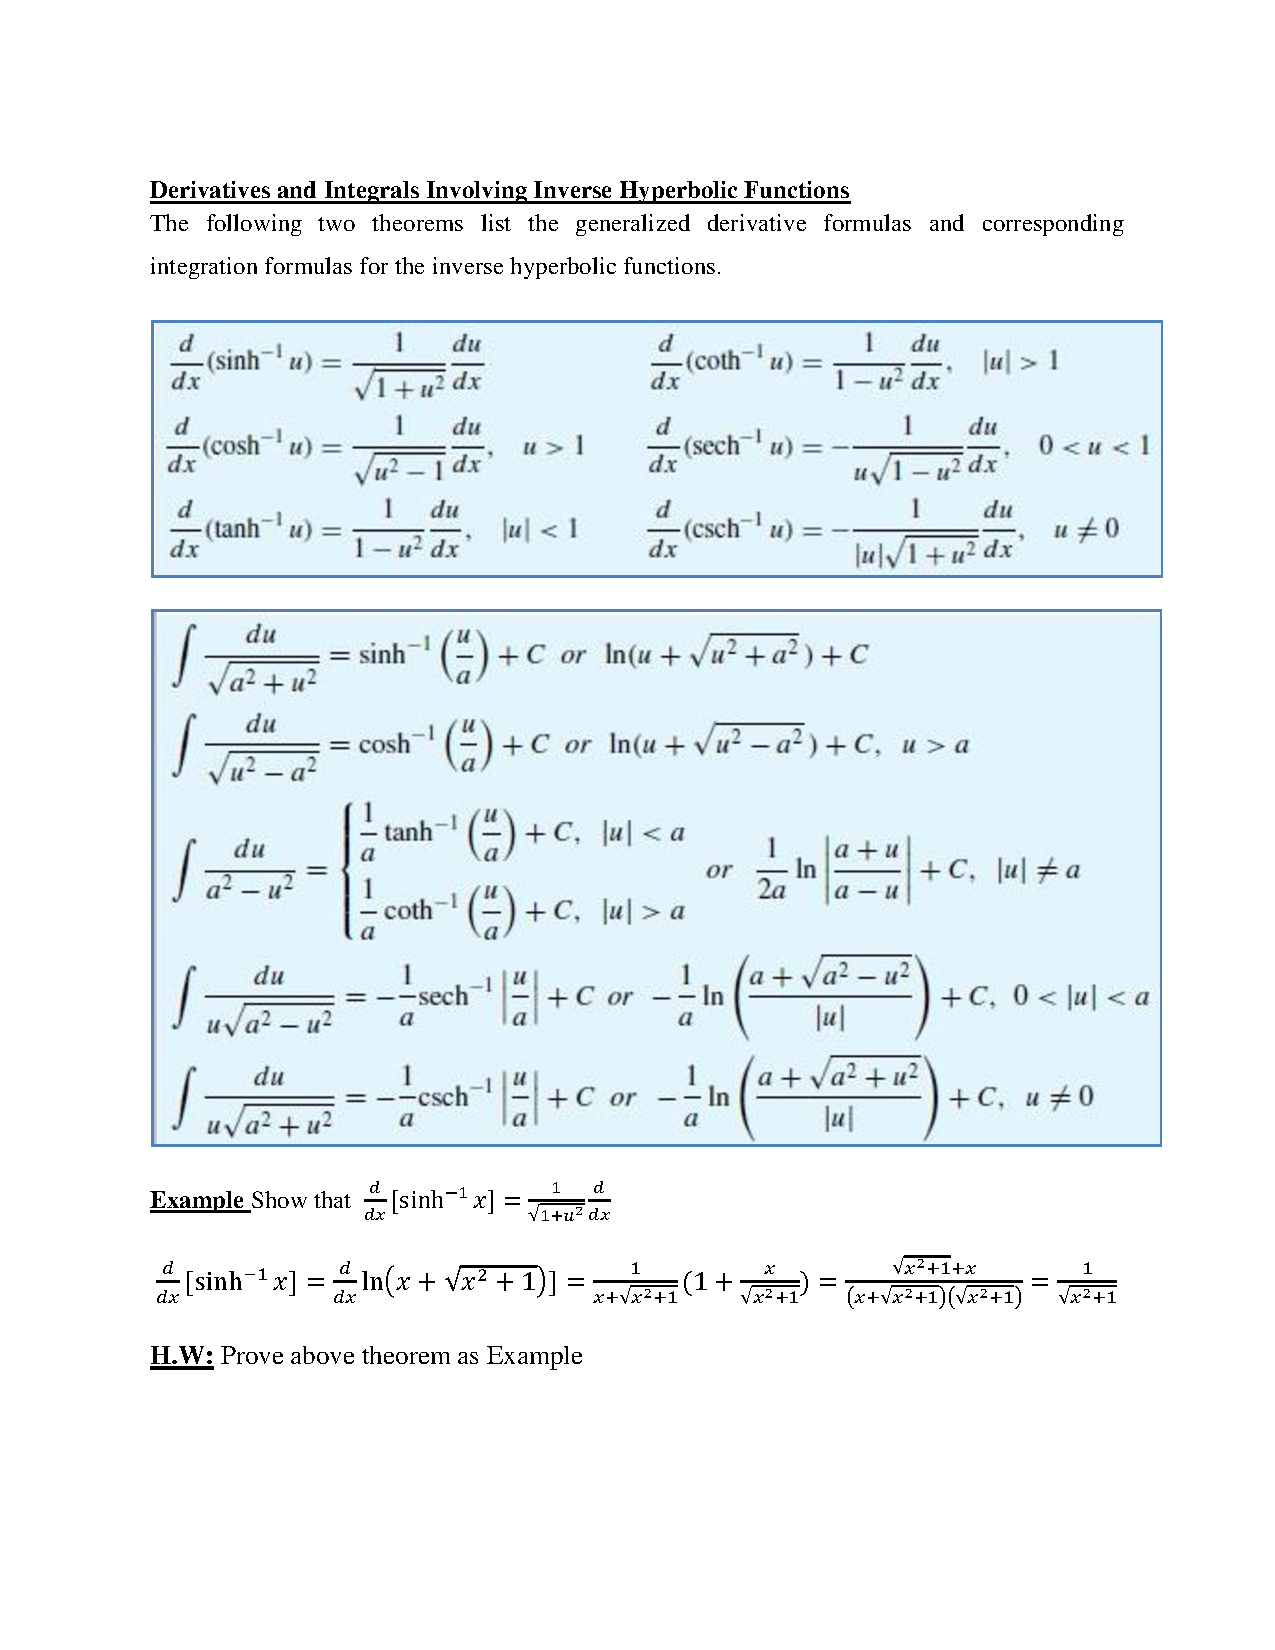 Derivatives and Integrals Involving Inverse Hyperbolic Functions
The following two theorems list the generalized derivative formulas and corresponding
integration formulas for the inverse hyperbolic functions.
d/dx (sinh⁻¹ u) = 1/√(1 + u²) du/dx    d/dx (coth⁻¹ u) = 1/(1 − u²) du/dx, |u| > 1
d/dx (cosh⁻¹ u) = 1/√(u² − 1) du/dx, u > 1    d/dx (sech⁻¹ u) = − 1/(u√(1 − u²)) du/dx, 0 < u < 1
d/dx (tanh⁻¹ u) = 1/(1 − u²) du/dx, |u| < 1    d/dx (csch⁻¹ u) = − 1/(|u|√(1 + u²)) du/dx, u ≠ 0
∫ du/√(a² + u²) = sinh⁻¹ (u/a) + C or ln(u + √(u² + a²)) + C
∫ du/√(u² − a²) = cosh⁻¹ (u/a) + C or ln(u + √(u² − a²)) + C, u > a
∫ du/(a² − u²) = { 1/a tanh⁻¹ (u/a) + C, |u| < a
1/a coth⁻¹ (u/a) + C, |u| > a
or 1/2a ln |(a + u)/(a − u)| + C, |u| ≠ a
∫ du/(u√(a² − u²)) = − 1/a sech⁻¹ |u/a| + C or − 1/a ln ((a + √(a² − u²))/|u|) + C, 0 < |u| < a
∫ du/(u√(a² + u²)) = − 1/a csch⁻¹ |u/a| + C or − 1/a ln ((a + √(a² + u²))/|u|) + C, u ≠ 0
Example Show that d/dx [sinh⁻¹ x] = 1/√(1+u²) d/dx
d/dx [sinh⁻¹ x] = d/dx ln(x + √(x² + 1))] = 1/(x+√(x²+1)) (1 + x/√(x²+1)) = (√(x²+1)+x)/((x+√(x²+1))(√(x²+1))) = 1/√(x²+1)
H.W: Prove above theorem as Example